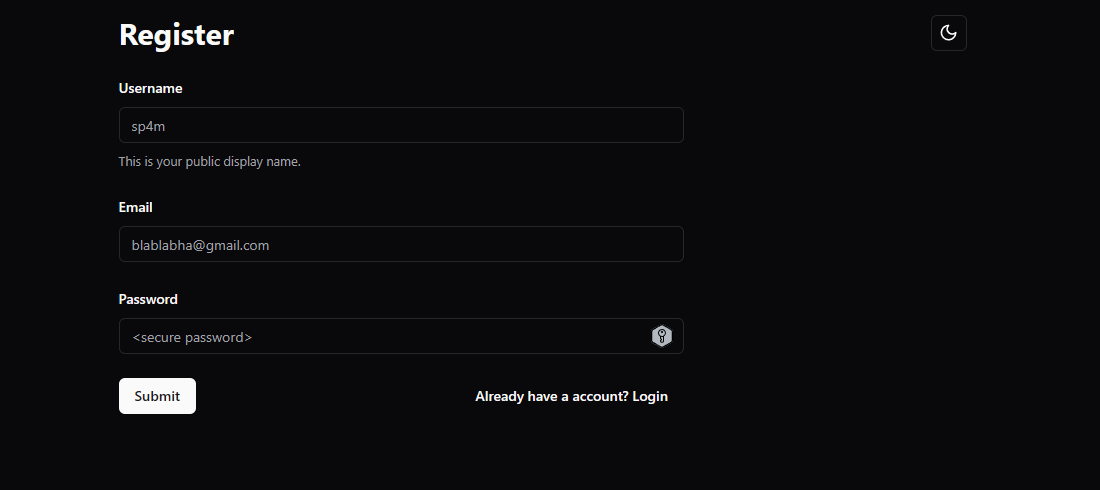 Register
Username
sp4m
This is your public display name.
Email
blablabha@gmail.com
Password
<secure password>
Submit
Already have a account? Login